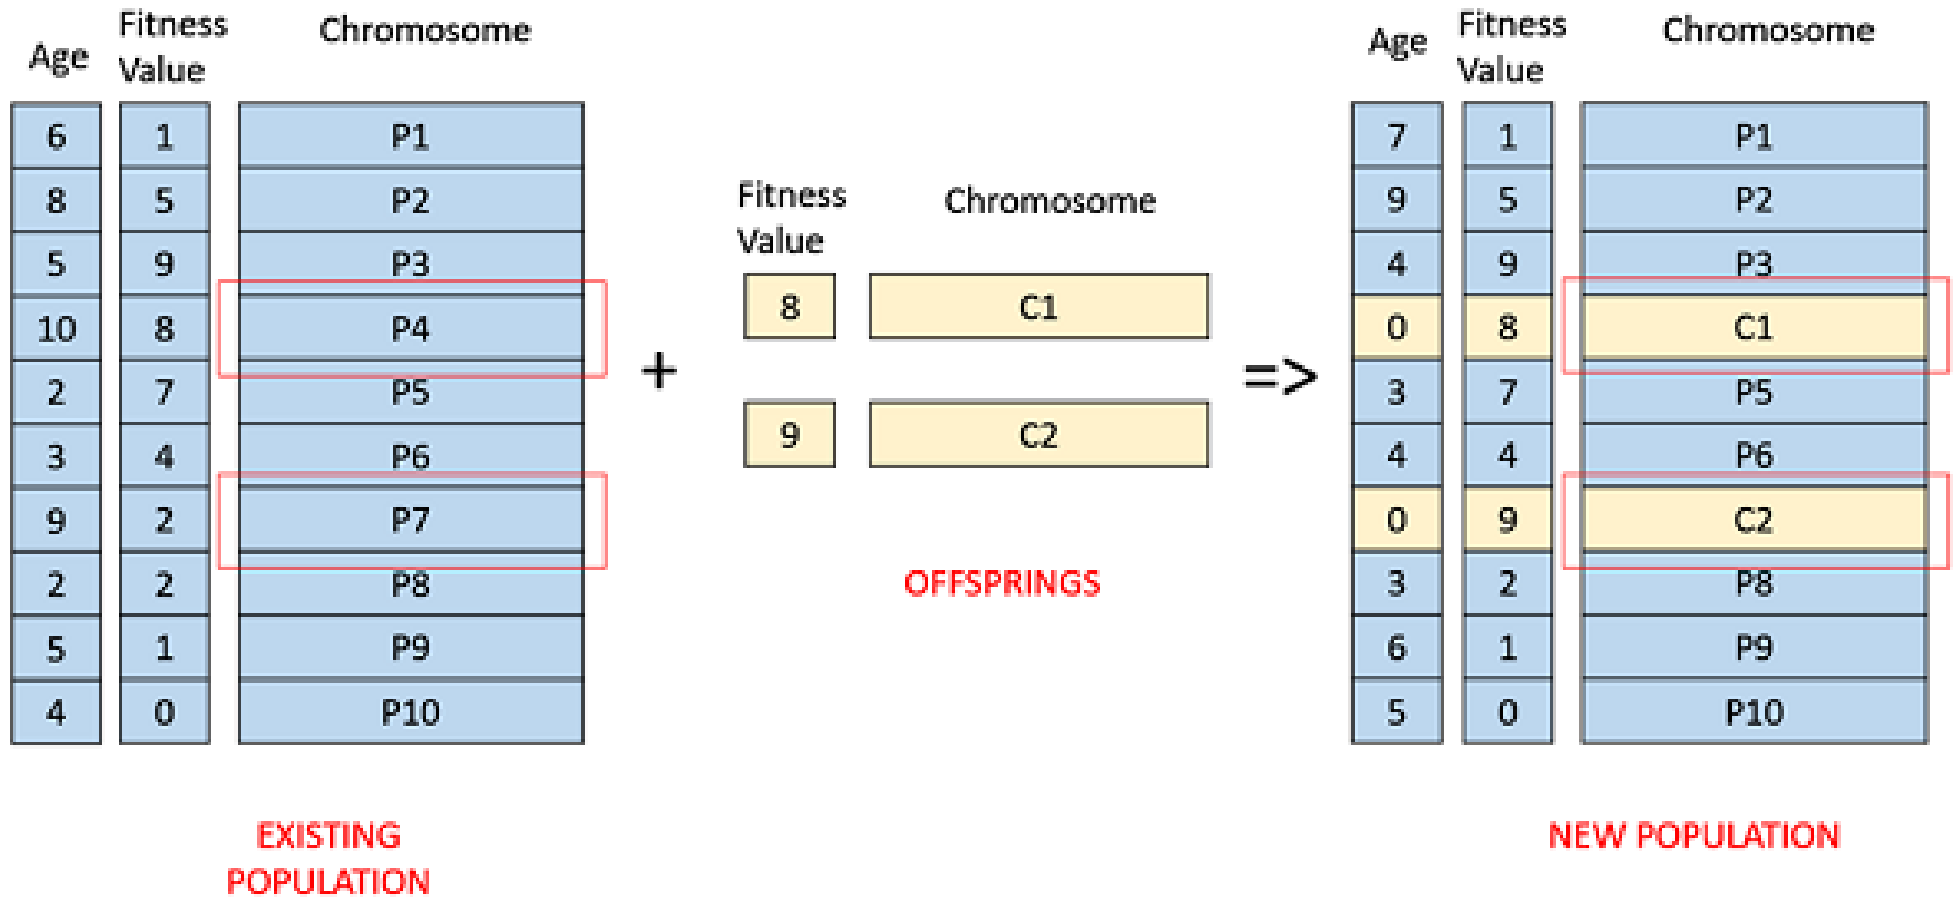 Age Fitness Value Chromosome
6 1 P1
8 5 P2
5 9 P3
10 8 P4
2 7 P5
3 4 P6
9 2 P7
2 2 P8
5 1 P9
4 0 P10
EXISTING
POPULATION
+
Fitness Value Chromosome
8 C1
9 C2
OFFSPRINGS
=>
Age Fitness Value Chromosome
7 1 P1
9 5 P2
4 9 P3
0 8 C1
3 7 P5
4 4 P6
0 9 C2
3 2 P8
6 1 P9
5 0 P10
NEW POPULATION